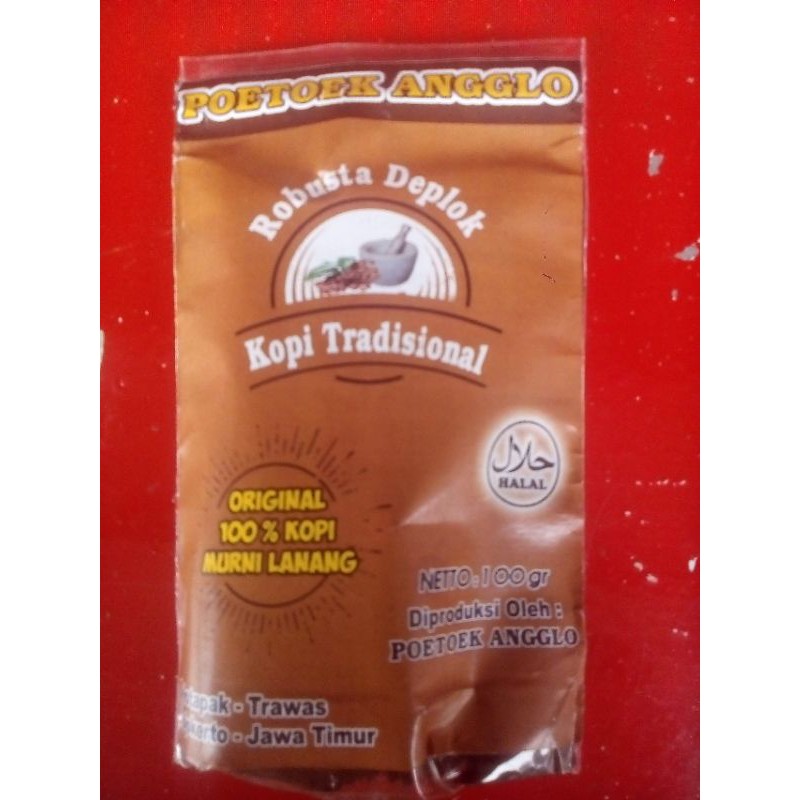 POETOEK ANGGLO
Robusta Deplok
Kopi Tradisional
حلال
HALAL
ORIGINAL
100 % KOPI
MURNI LANANG
NETTO : 100 gr
Diproduksi Oleh :
POETOEK ANGGLO
- Trawas
- Jawa Timur